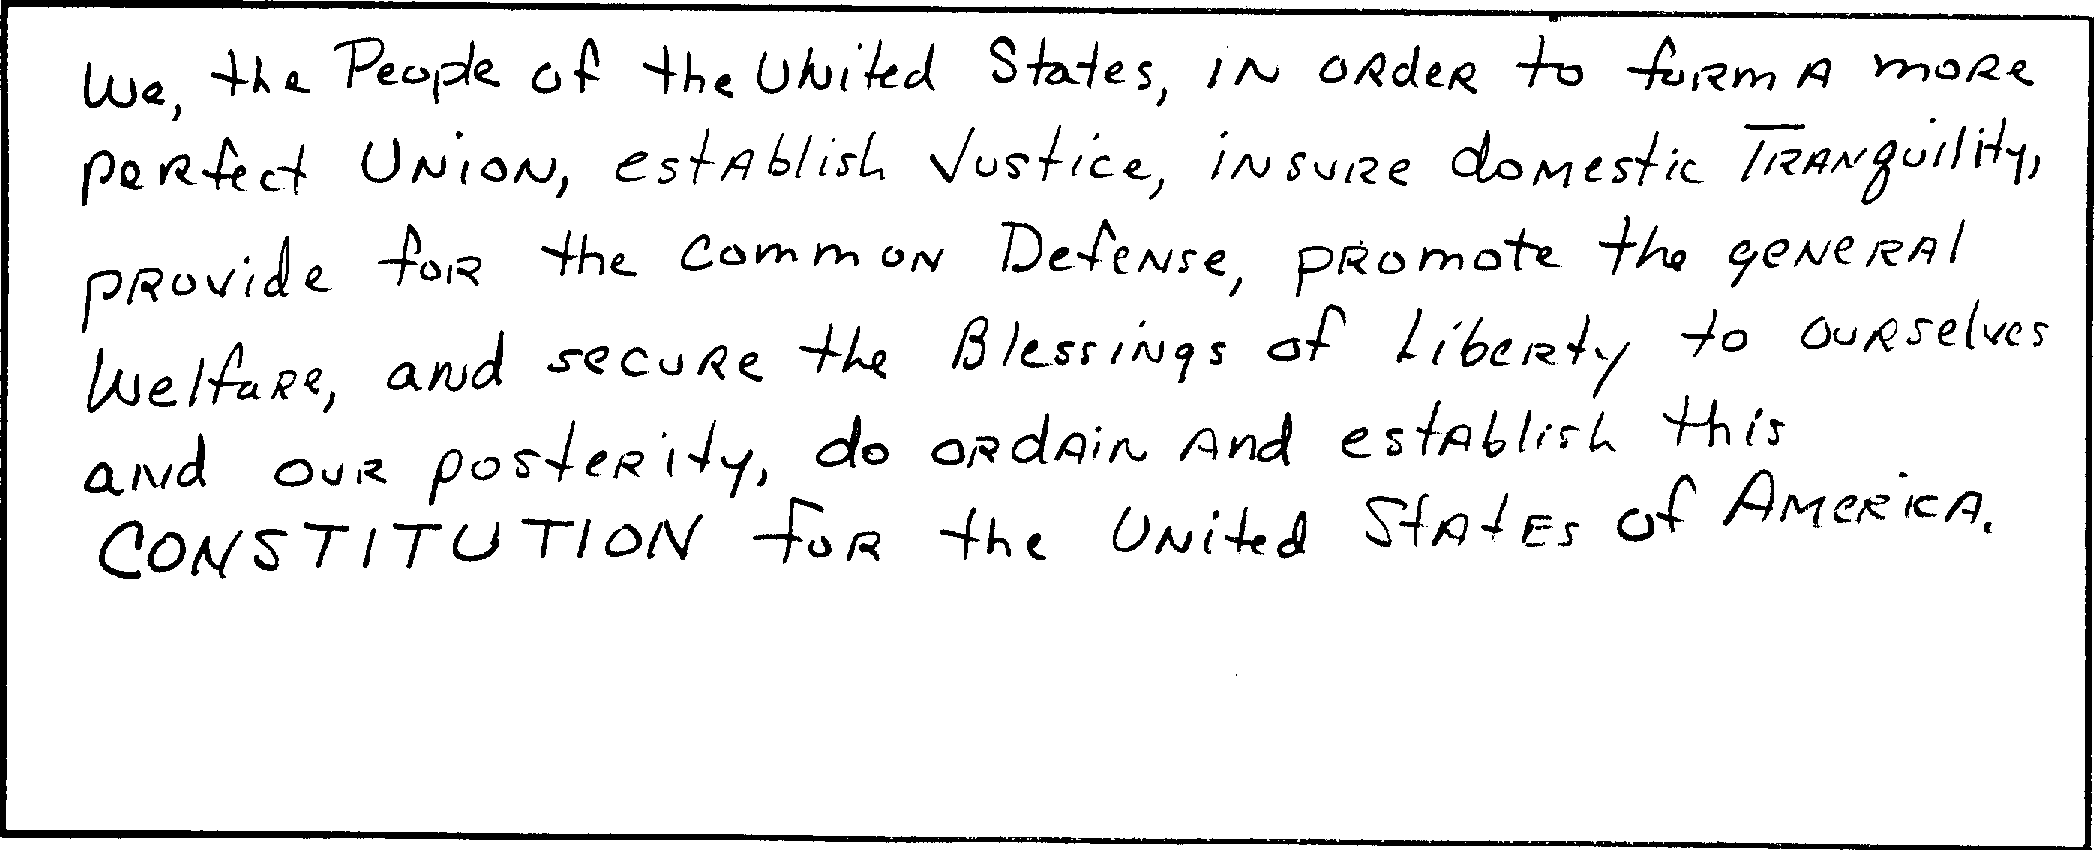 We, the People of the United States, in order to form a more
perfect Union, establish Justice, insure domestic Tranquility,
provide for the common Defense, promote the general
Welfare, and secure the Blessings of Liberty to ourselves
and our posterity, do ordain and establish this
CONSTITUTION for the United States of America.